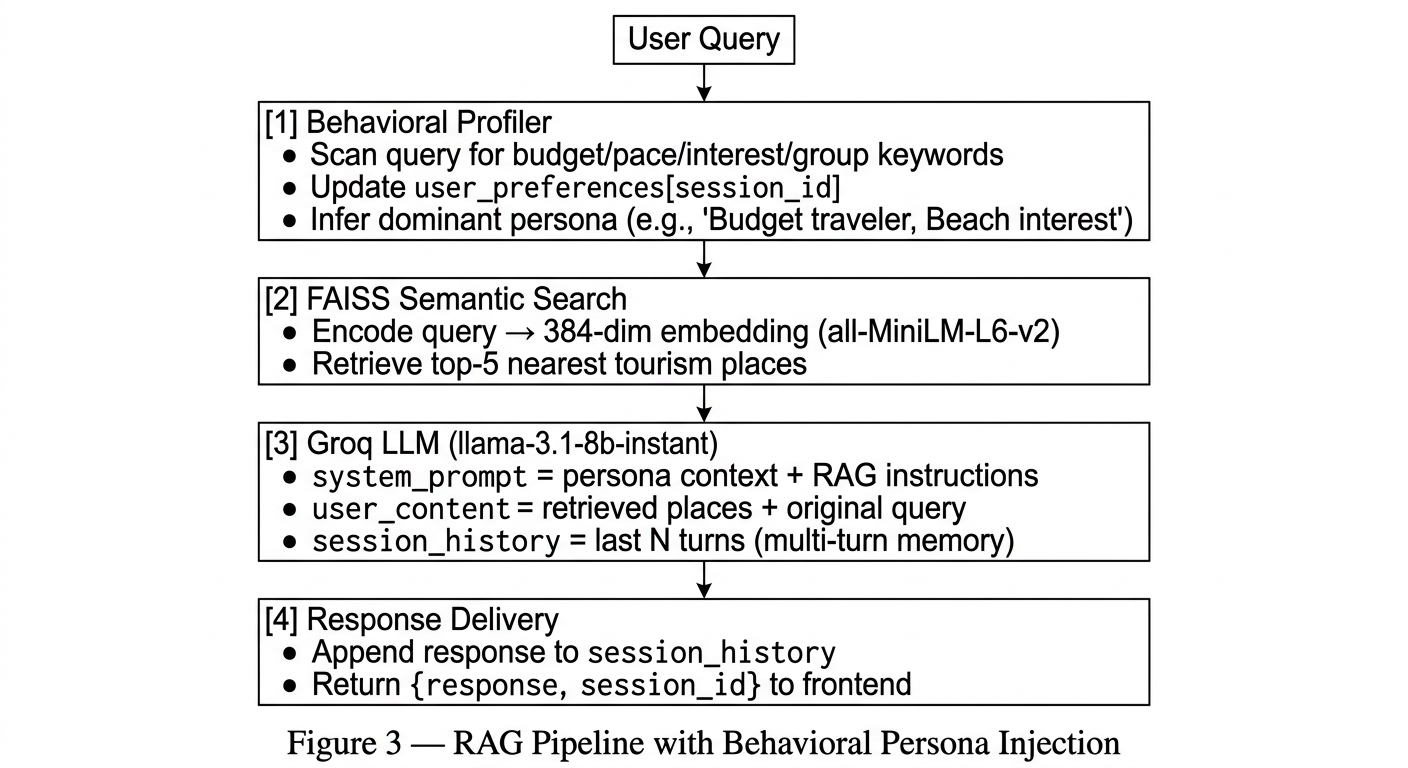 User Query
[1] Behavioral Profiler
● Scan query for budget/pace/interest/group keywords
● Update user_preferences[session_id]
● Infer dominant persona (e.g., 'Budget traveler, Beach interest')
[2] FAISS Semantic Search
● Encode query → 384-dim embedding (all-MiniLM-L6-v2)
● Retrieve top-5 nearest tourism places
[3] Groq LLM (llama-3.1-8b-instant)
● system_prompt = persona context + RAG instructions
● user_content = retrieved places + original query
● session_history = last N turns (multi-turn memory)
[4] Response Delivery
● Append response to session_history
● Return {response, session_id} to frontend
Figure 3 — RAG Pipeline with Behavioral Persona Injection